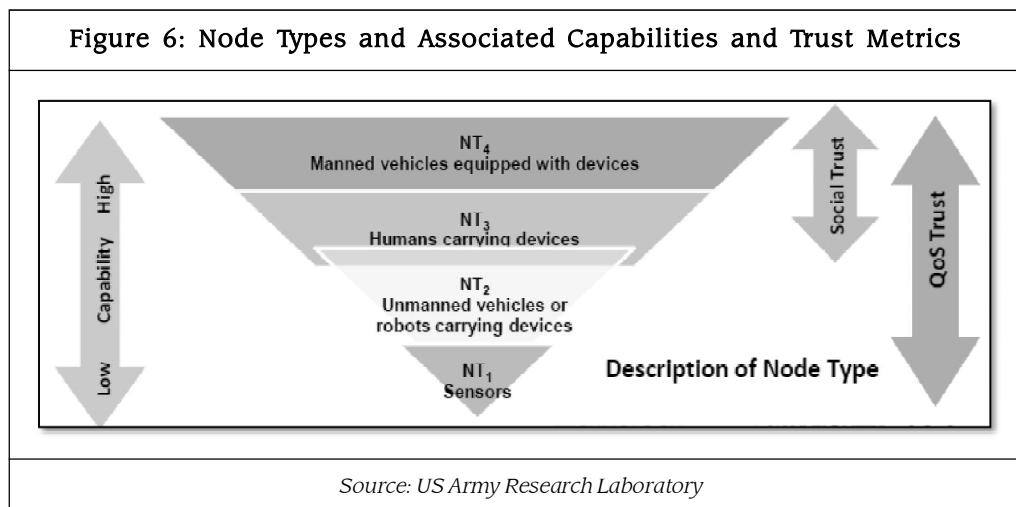 Figure 6: Node Types and Associated Capabilities and Trust Metrics
Low Capability High
NT₄
Manned vehicles equipped with devices
NT₃
Humans carrying devices
NT₂
Unmanned vehicles or
robots carrying devices
NT₁
Sensors
Social Trust
QoS Trust
Description of Node Type
Source: US Army Research Laboratory